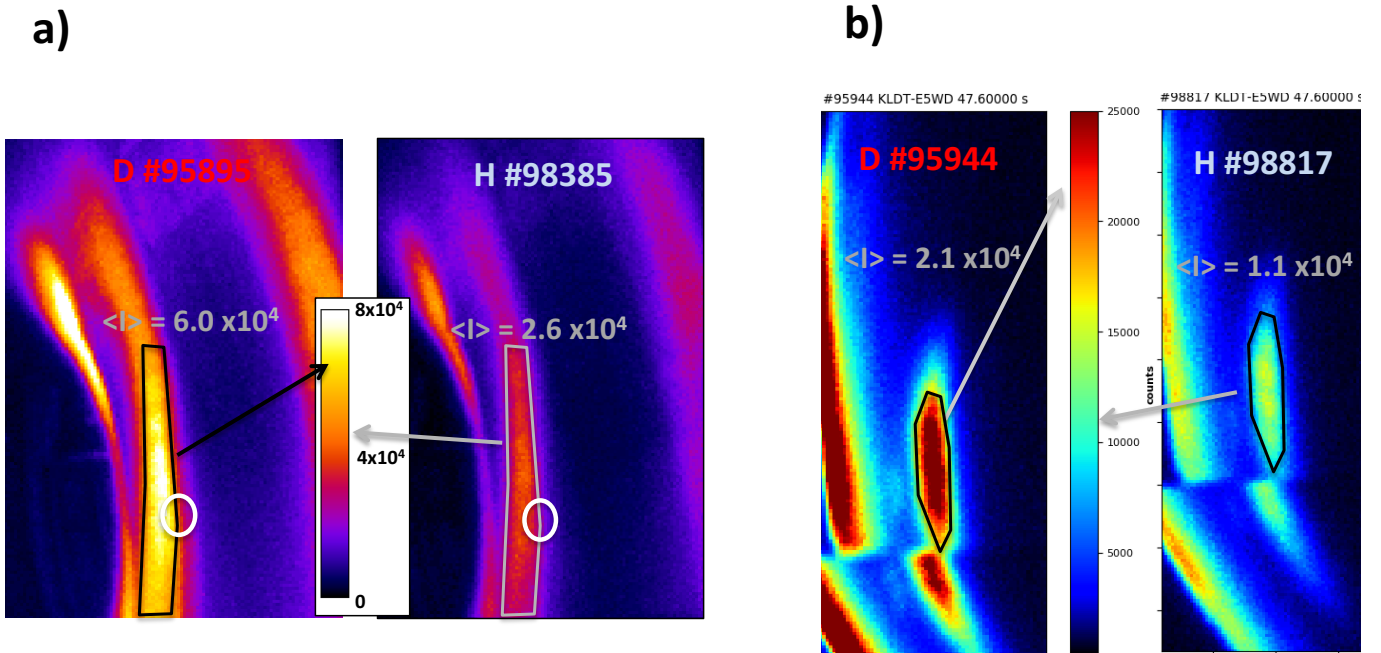 a)
D #95895
<I> = 6.0 x10⁴
H #98385
<I> = 2.6 x10⁴
8x10⁴
4x10⁴
0
b)
#95944 KLDT-E5WD 47.60000 s
D #95944
<I> = 2.1 x10⁴
25000
20000
15000
10000
5000
counts
#98817 KLDT-E5WD 47.60000 s
H #98817
<I> = 1.1 x10⁴